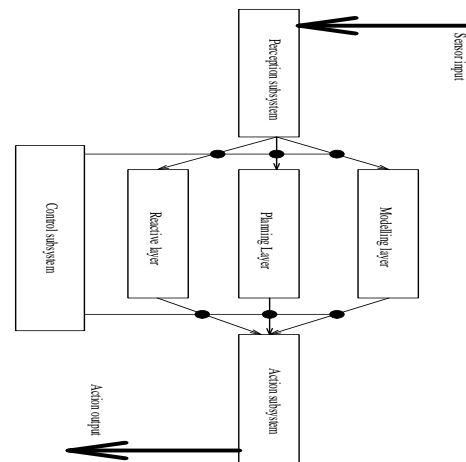 Sensor input
Perception subsystem
Modelling layer
Planning Layer
Reactive layer
Control subsystem
Action subsystem
Action output